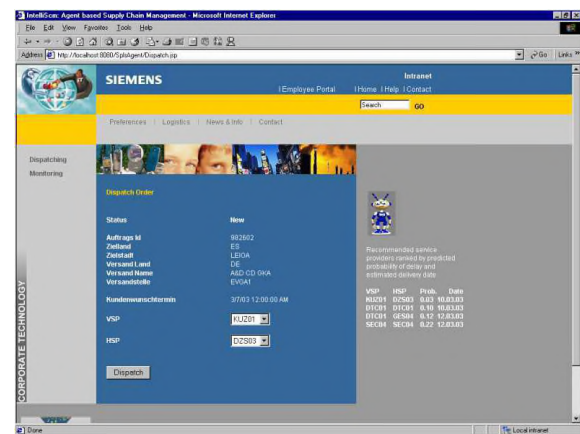 IntelliScm: Agent based Supply Chain Management - Microsoft Internet Explorer
File Edit View Favorites Tools Help
Address http://localhost:8080/SplsAgent/Dispatch.jsp Go Links »
SIEMENS
Intranet
| Employee Portal | Home | Help | Contact
Search GO
Preferences | Logistics | News & Info | Contact
Dispatching
Monitoring
CORPORATE TECHNOLOGY
Dispatch Order
Status New
Auftrags Id 982602
Zielland ES
Zielstadt LEIOA
Versand Land DE
Versand Name A&D CD GKA
Versandstelle
Kundenwunschtermin 3/7/03 12:00:00 AM
VSP KUZ01
HSP DZS03
Dispatch
Recommended service
providers ranked by predicted
probability of delay and
estimated delivery date
VSP HSP Prob. Date
KUZ01 DZS03 0.03 10.03.03
DTC01 DTC01 0.10 10.03.03
DTC01 GES04 0.12 12.03.03
SEC04 SEC04 0.22 12.03.03
Done
Local intranet